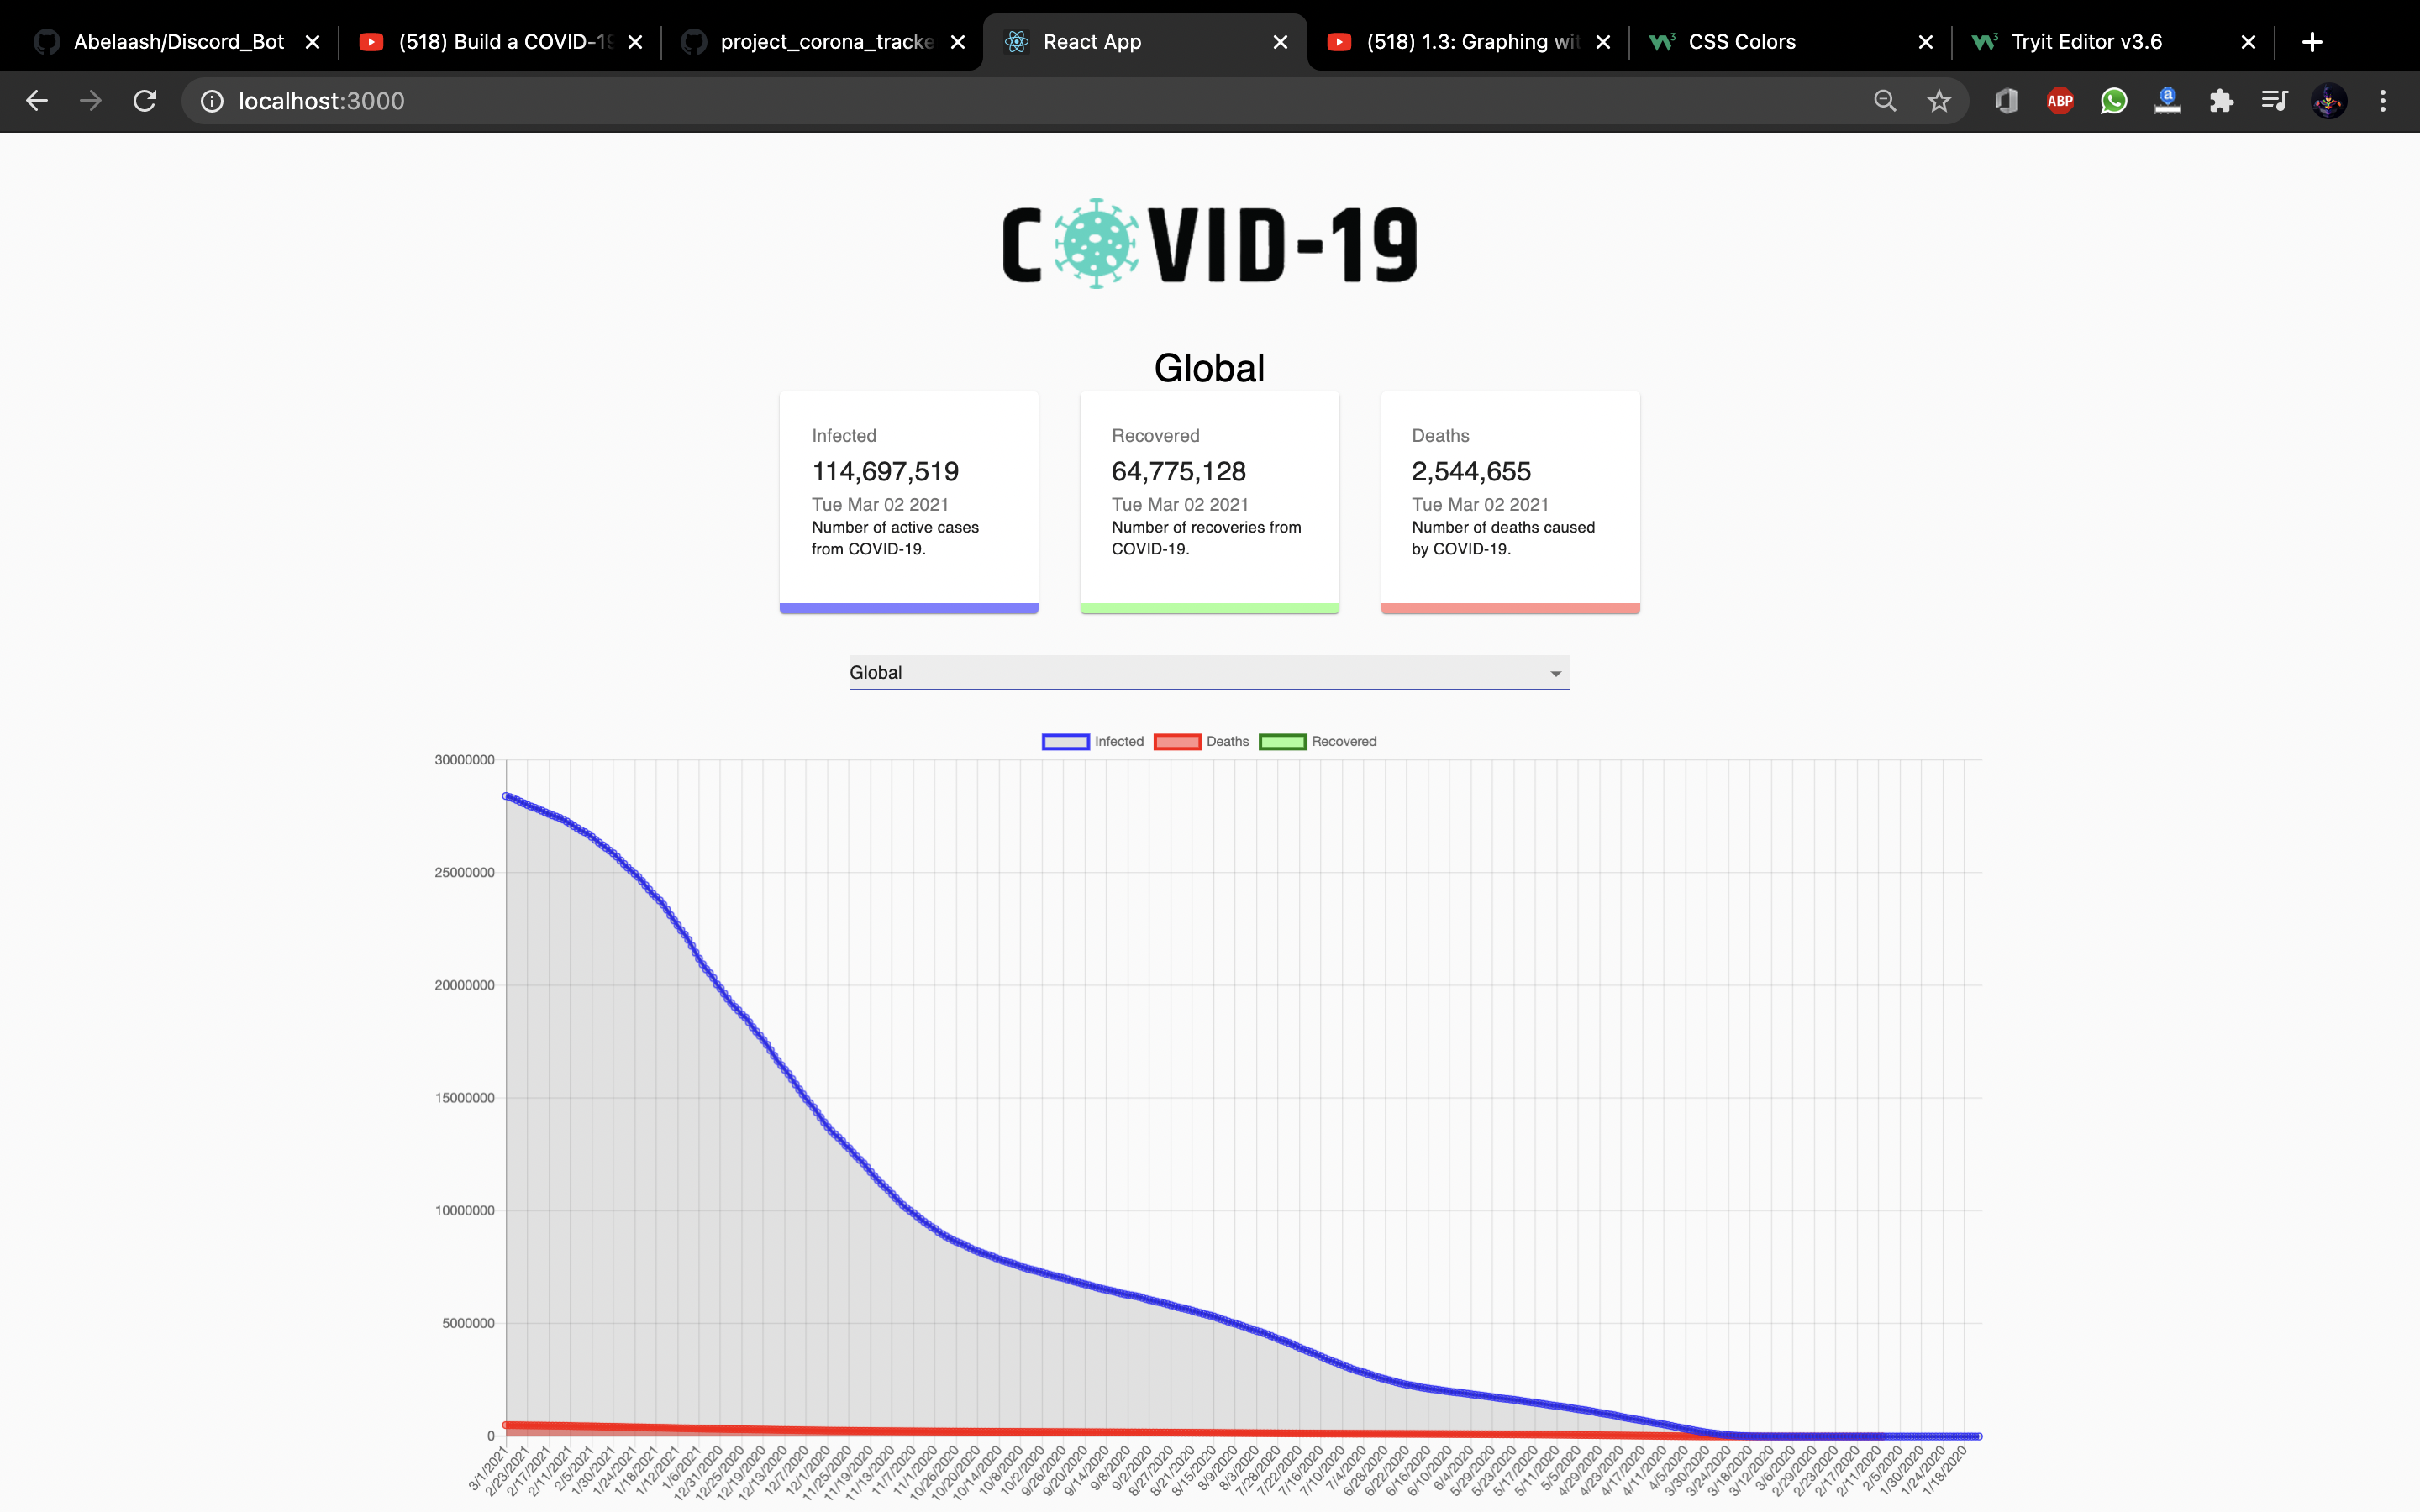 Abelaash/Discord_Bot
(518) Build a COVID-19
project_corona_tracke
React App
(518) 1.3: Graphing wit
CSS Colors
Tryit Editor v3.6
localhost:3000
ABP
a
COVID-19
Global
Infected
114,697,519
Tue Mar 02 2021
Number of active cases
from COVID-19.
Recovered
64,775,128
Tue Mar 02 2021
Number of recoveries from
COVID-19.
Deaths
2,544,655
Tue Mar 02 2021
Number of deaths caused
by COVID-19.
Global
Infected Deaths Recovered
30000000
25000000
20000000
15000000
10000000
5000000
0
3/1/2021 2/23/2021 2/17/2021 2/11/2021 2/5/2021 1/30/2021 1/24/2021 1/18/2021 1/12/2021 1/6/2021 12/31/2020 12/25/2020 12/19/2020 12/13/2020 12/7/2020 12/1/2020 11/25/2020 11/19/2020 11/13/2020 11/7/2020 11/1/2020 10/26/2020 10/20/2020 10/14/2020 10/8/2020 10/2/2020 9/26/2020 9/20/2020 9/14/2020 9/8/2020 9/2/2020 8/27/2020 8/21/2020 8/15/2020 8/9/2020 8/3/2020 7/28/2020 7/22/2020 7/16/2020 7/10/2020 7/4/2020 6/28/2020 6/22/2020 6/16/2020 6/10/2020 6/4/2020 5/29/2020 5/23/2020 5/17/2020 5/11/2020 5/5/2020 4/29/2020 4/23/2020 4/17/2020 4/11/2020 4/5/2020 3/30/2020 3/24/2020 3/18/2020 3/12/2020 3/6/2020 2/29/2020 2/23/2020 2/17/2020 2/11/2020 2/5/2020 1/30/2020 1/24/2020 1/18/2020